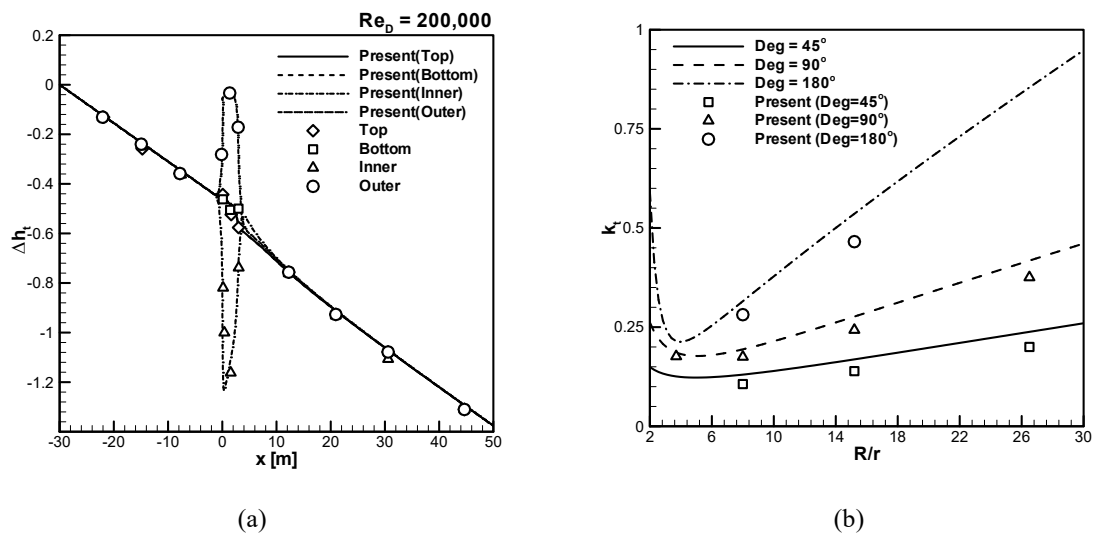 Re_D = 200,000
0.2
0
-0.2
-0.4
-0.6
-0.8
-1
-1.2
Δh_t
-30
-20
-10
0
10
20
30
40
50
x [m]
Present(Top)
Present(Bottom)
Present(Inner)
Present(Outer)
Top
Bottom
Inner
Outer
(a)
1
0.75
0.5
0.25
0
k_t
2
6
10
14
18
22
26
30
R/r
Deg = 45°
Deg = 90°
Deg = 180°
Present (Deg=45°)
Present (Deg=90°)
Present (Deg=180°)
(b)